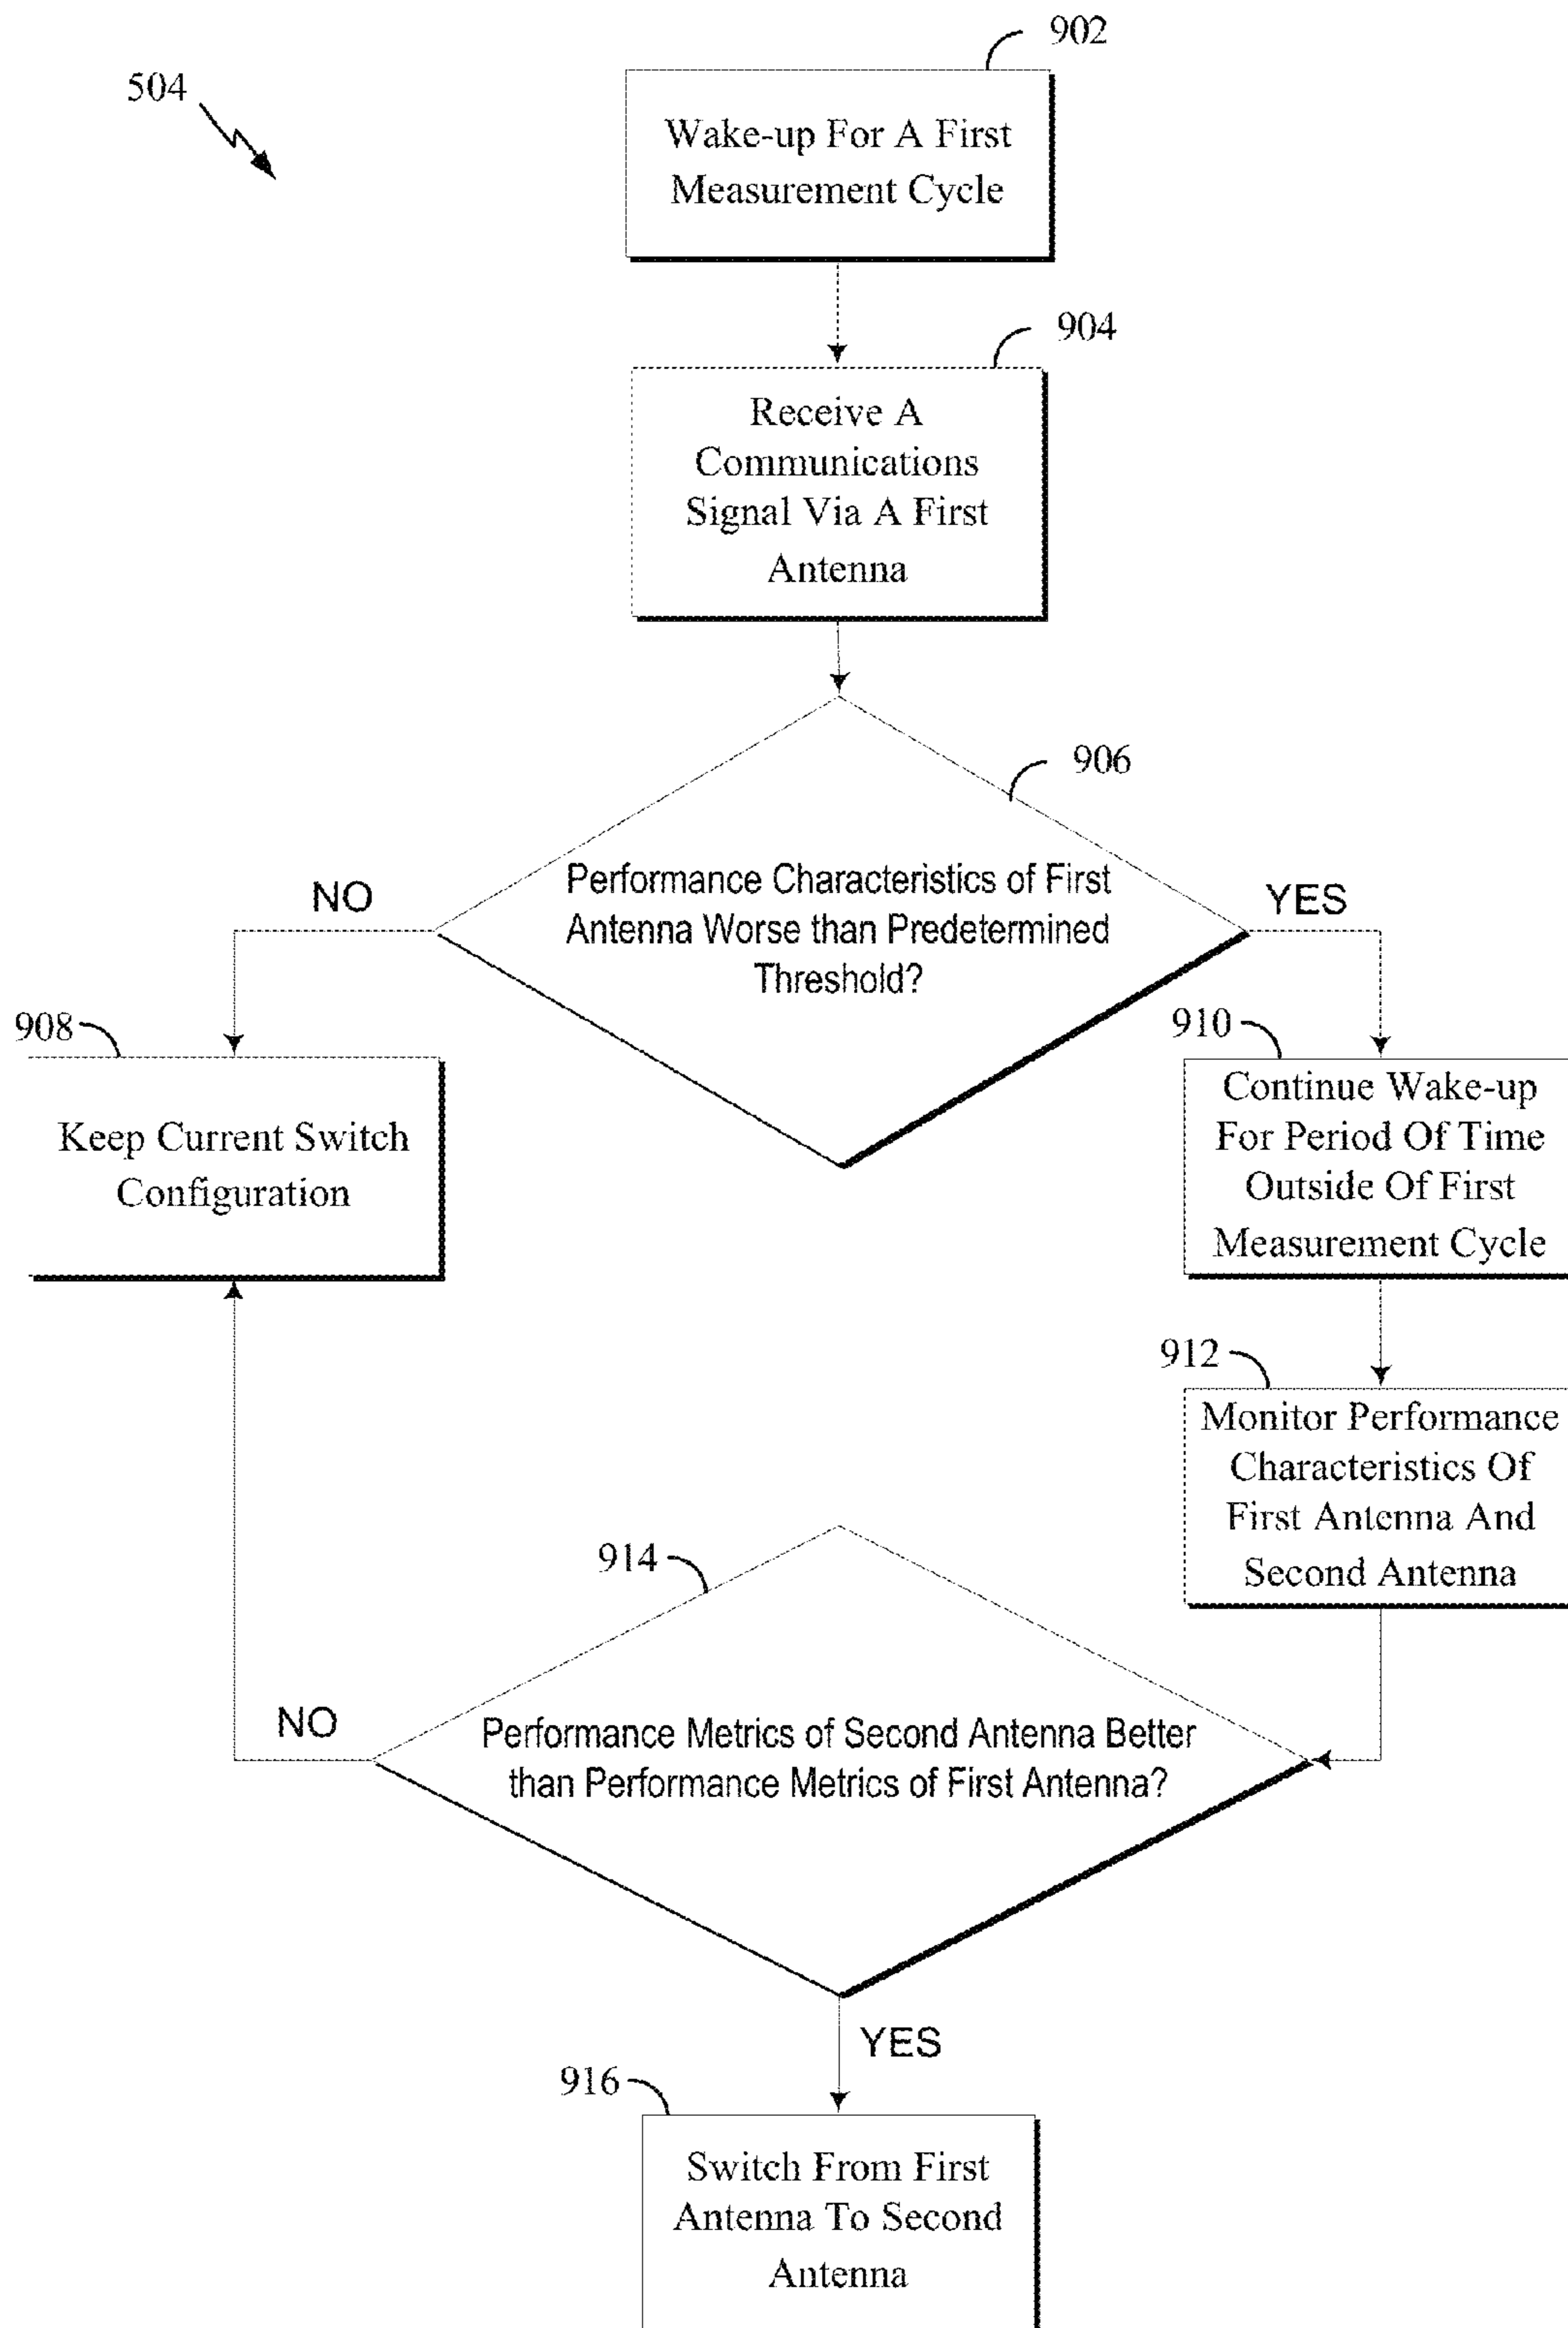 902
504
Wake-up For A First
Measurement Cycle
904
Receive A
Communications
Signal Via A First
Antenna
906
Performance Characteristics of First
Antenna Worse than Predetermined
Threshold?
NO
YES
908
Keep Current Switch
Configuration
910
Continue Wake-up
For Period Of Time
Outside Of First
Measurement Cycle
912
Monitor Performance
Characteristics Of
First Antenna And
Second Antenna
914
Performance Metrics of Second Antenna Better
than Performance Metrics of First Antenna?
NO
YES
916
Switch From First
Antenna To Second
Antenna